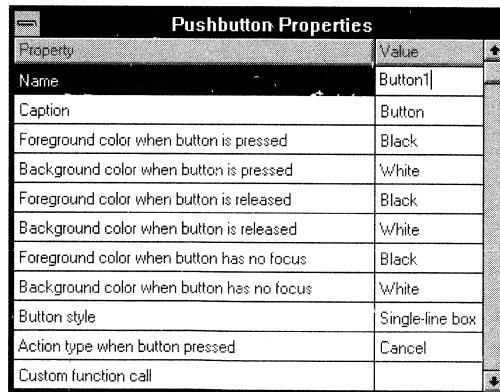 Pushbutton Properties
Property Value
Name Button1
Caption Button
Foreground color when button is pressed Black
Background color when button is pressed White
Foreground color when button is released Black
Background color when button is released White
Foreground color when button has no focus Black
Background color when button has no focus White
Button style Single-line box
Action type when button pressed Cancel
Custom function call